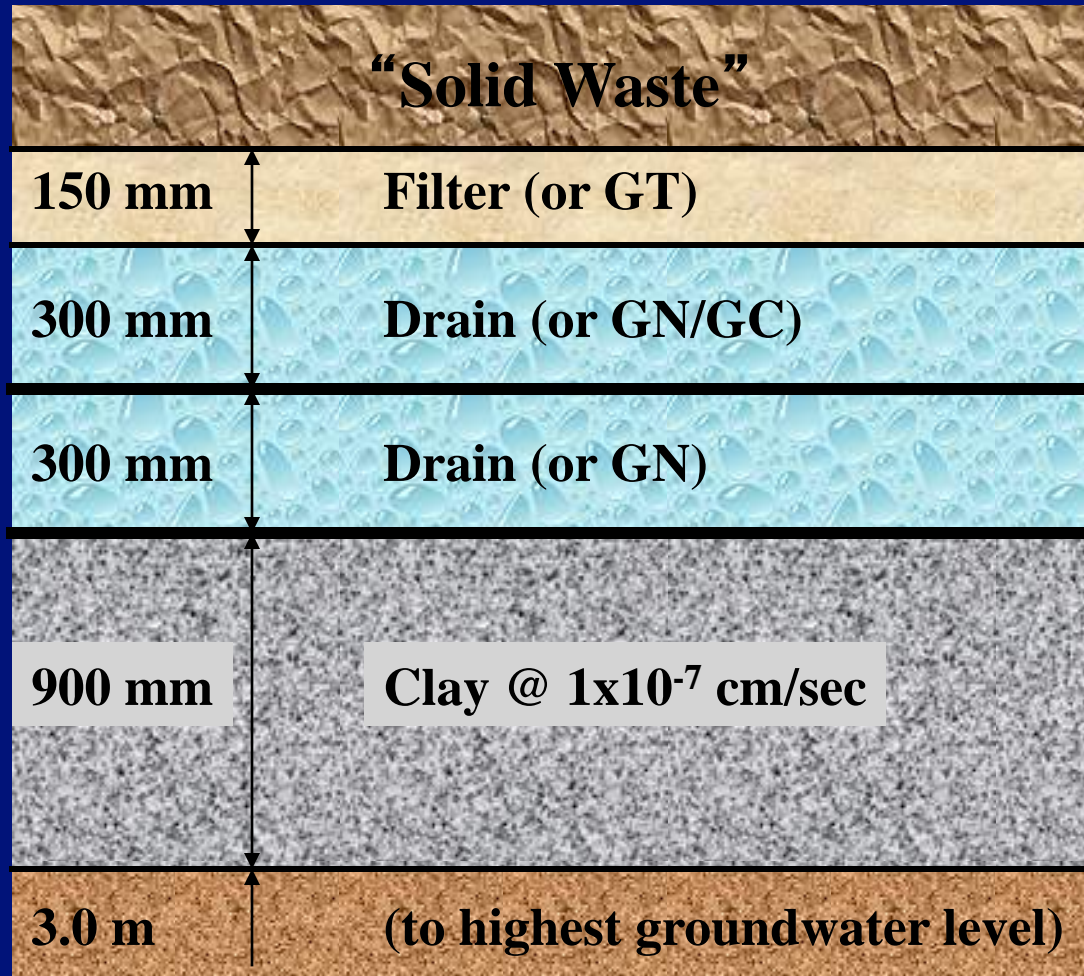 “Solid Waste”
150 mm Filter (or GT)
300 mm Drain (or GN/GC)
300 mm Drain (or GN)
900 mm Clay @ 1x10⁻⁷ cm/sec
3.0 m (to highest groundwater level)